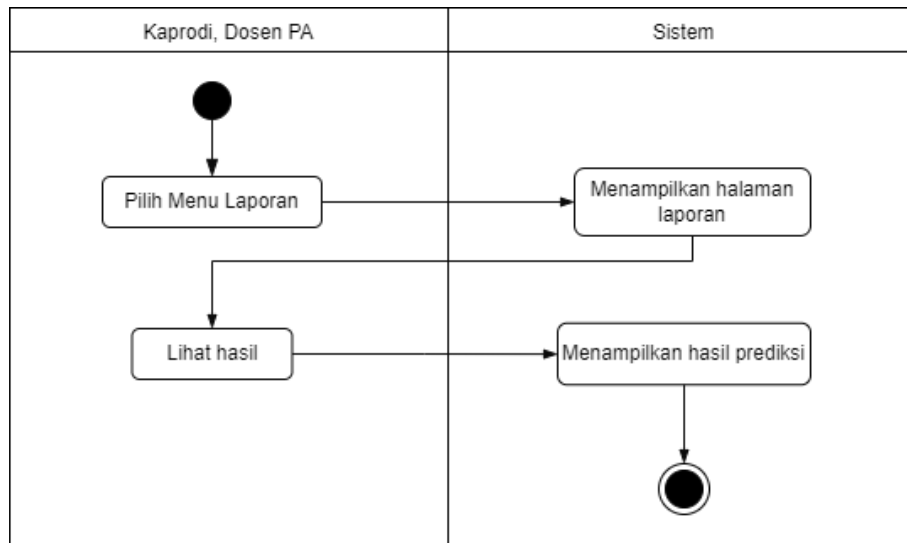 Kaprodi, Dosen PA
Sistem
Pilih Menu Laporan
Menampilkan halaman
laporan
Lihat hasil
Menampilkan hasil prediksi